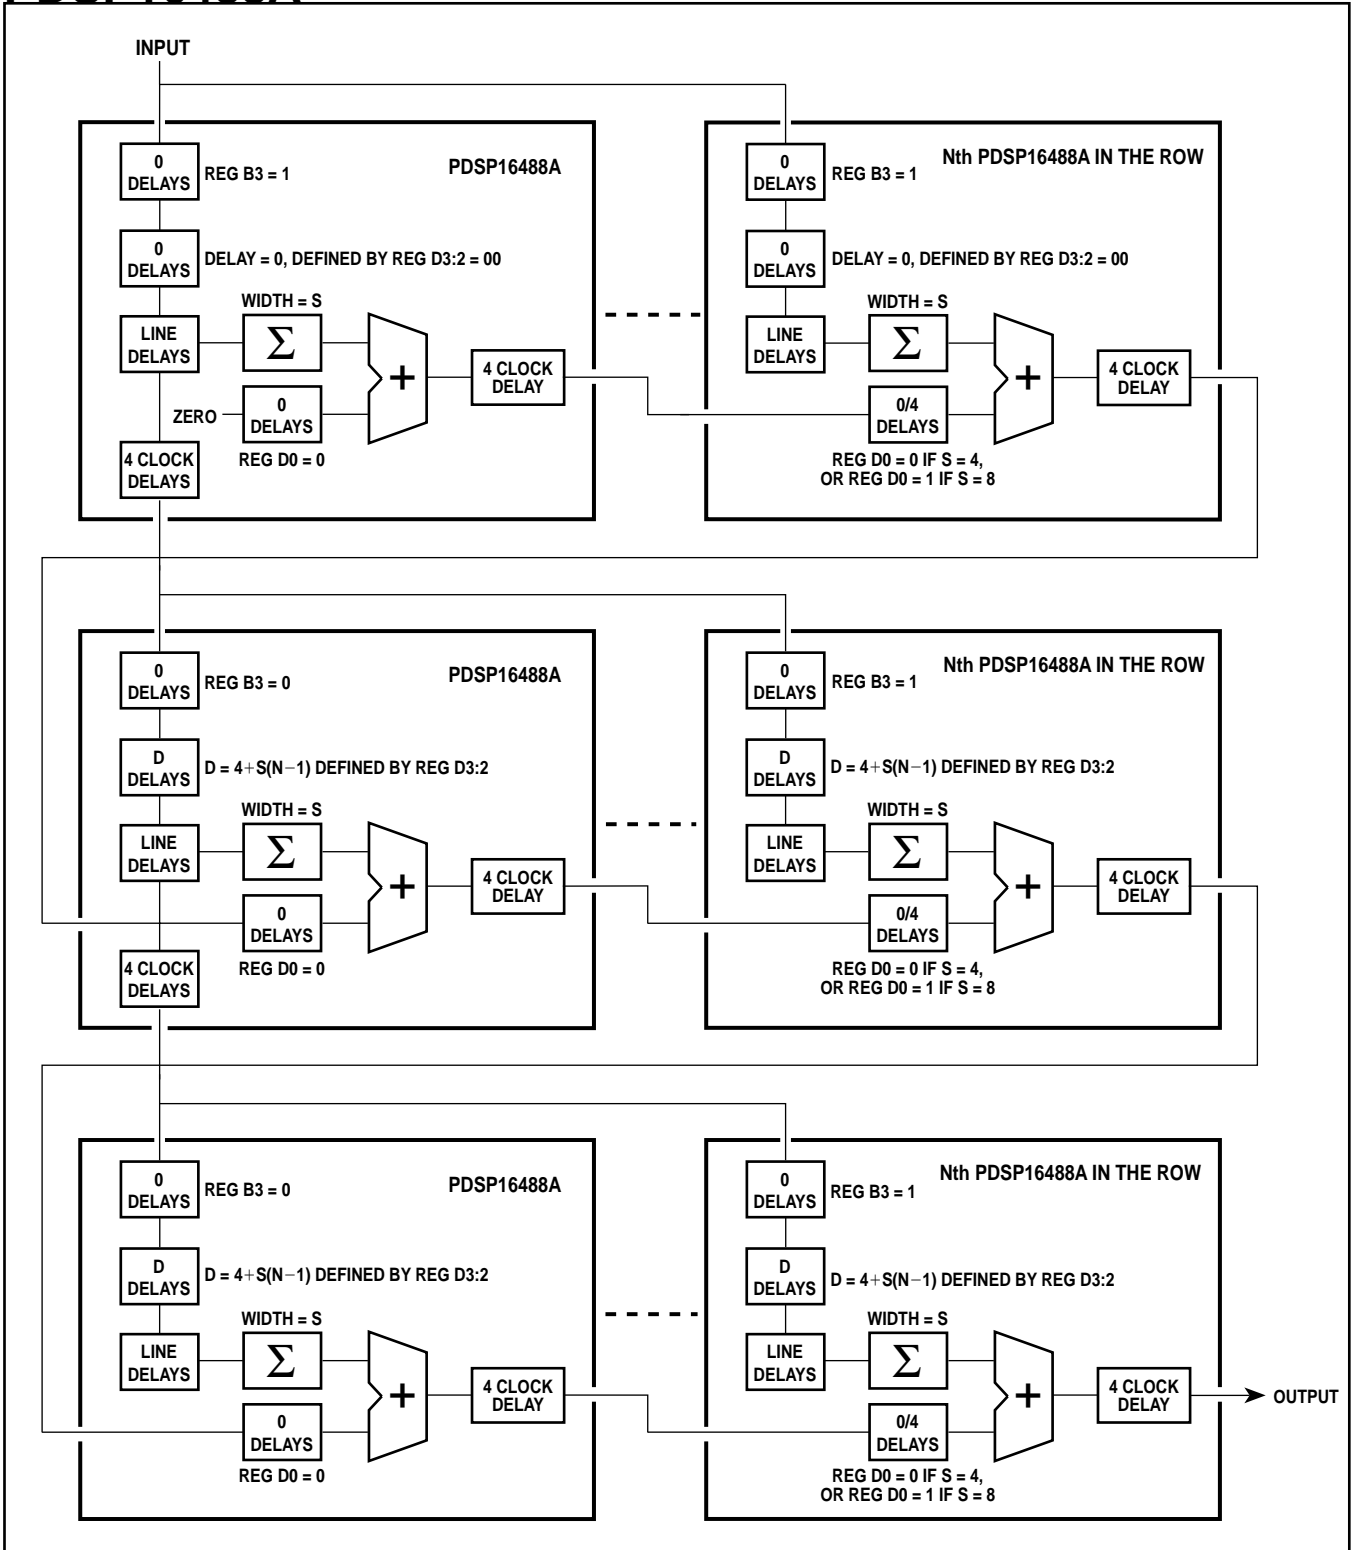 INPUT
0
DELAYS
REG B3 = 1
PDSP16488A
0
DELAYS
DELAY = 0, DEFINED BY REG D3:2 = 00
WIDTH = S
LINE
DELAYS
Σ
+
4 CLOCK
DELAY
ZERO
0
DELAYS
REG D0 = 0
4 CLOCK
DELAYS
Nth PDSP16488A IN THE ROW
0
DELAYS
REG B3 = 1
0
DELAYS
DELAY = 0, DEFINED BY REG D3:2 = 00
WIDTH = S
LINE
DELAYS
Σ
+
4 CLOCK
DELAY
0/4
DELAYS
REG D0 = 0 IF S = 4,
OR REG D0 = 1 IF S = 8
0
DELAYS
REG B3 = 0
PDSP16488A
D
DELAYS
D = 4+S(N−1) DEFINED BY REG D3:2
WIDTH = S
LINE
DELAYS
Σ
+
4 CLOCK
DELAY
0
DELAYS
REG D0 = 0
4 CLOCK
DELAYS
Nth PDSP16488A IN THE ROW
0
DELAYS
REG B3 = 1
D
DELAYS
D = 4+S(N−1) DEFINED BY REG D3:2
WIDTH = S
LINE
DELAYS
Σ
+
4 CLOCK
DELAY
0/4
DELAYS
REG D0 = 0 IF S = 4,
OR REG D0 = 1 IF S = 8
0
DELAYS
REG B3 = 0
PDSP16488A
D
DELAYS
D = 4+S(N−1) DEFINED BY REG D3:2
WIDTH = S
LINE
DELAYS
Σ
+
4 CLOCK
DELAY
0
DELAYS
REG D0 = 0
Nth PDSP16488A IN THE ROW
0
DELAYS
REG B3 = 1
D
DELAYS
D = 4+S(N−1) DEFINED BY REG D3:2
WIDTH = S
LINE
DELAYS
Σ
+
4 CLOCK
DELAY
OUTPUT
0/4
DELAYS
REG D0 = 0 IF S = 4,
OR REG D0 = 1 IF S = 8